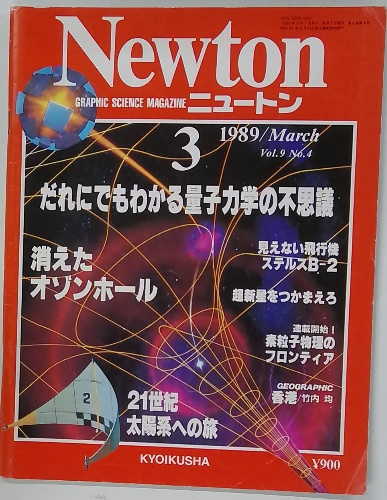 Newton
GRAPHIC SCIENCE MAGAZINE ニュートン
3
1989/March
Vol.9 No.4
だれにでもわかる量子力学の不思議
消えた
オゾンホール
見えない飛行機
ステルスB-2
超新星をつかまえろ
連載開始!
素粒子物理の
フロンティア
GEOGRAPHIC
香港/竹内 均
2
21世紀
太陽系への旅
KYOIKUSHA
¥900